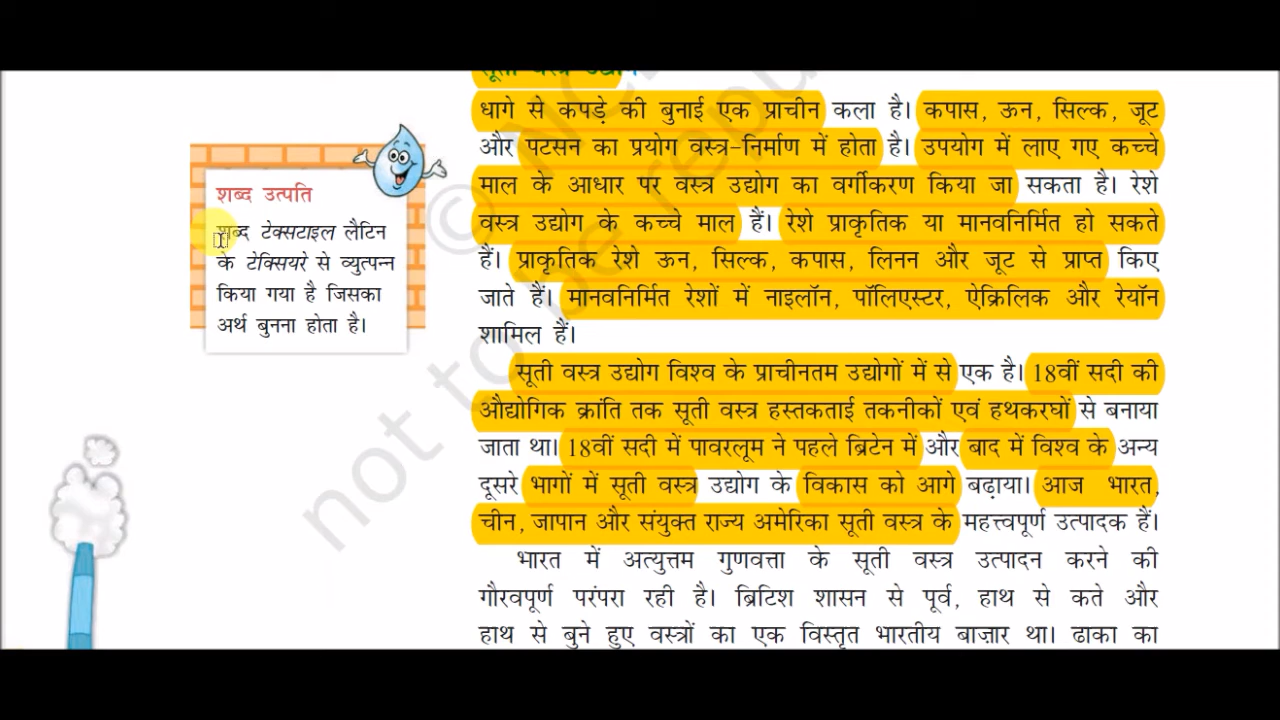 सूती वस्त्र उद्योग
धागे से कपड़े की बुनाई एक प्राचीन कला है। कपास, ऊन, सिल्क, जूट
और पटसन का प्रयोग वस्त्र-निर्माण में होता है। उपयोग में लाए गए कच्चे
माल के आधार पर वस्त्र उद्योग का वर्गीकरण किया जा सकता है। रेशे
वस्त्र उद्योग के कच्चे माल हैं। रेशे प्राकृतिक या मानवनिर्मित हो सकते
हैं। प्राकृतिक रेशे ऊन, सिल्क, कपास, लिनन और जूट से प्राप्त किए
जाते हैं। मानवनिर्मित रेशों में नाइलॉन, पॉलिएस्टर, ऐक्रिलिक और रेयॉन
शामिल हैं।
सूती वस्त्र उद्योग विश्व के प्राचीनतम उद्योगों में से एक है। 18वीं सदी की
औद्योगिक क्रांति तक सूती वस्त्र हस्तकताई तकनीकों एवं हथकरघों से बनाया
जाता था। 18वीं सदी में पावरलूम ने पहले ब्रिटेन में और बाद में विश्व के अन्य
दूसरे भागों में सूती वस्त्र उद्योग के विकास को आगे बढ़ाया। आज भारत,
चीन, जापान और संयुक्त राज्य अमेरिका सूती वस्त्र के महत्त्वपूर्ण उत्पादक हैं।
भारत में अत्युत्तम गुणवत्ता के सूती वस्त्र उत्पादन करने की
गौरवपूर्ण परंपरा रही है। ब्रिटिश शासन से पूर्व, हाथ से कते और
हाथ से बुने हुए वस्त्रों का एक विस्तृत भारतीय बाज़ार था। ढाका का
शब्द उत्पति
शब्द टेक्सटाइल लैटिन
के टेक्सियरे से व्युत्पन्न
किया गया है जिसका
अर्थ बुनना होता है।
not to be
©